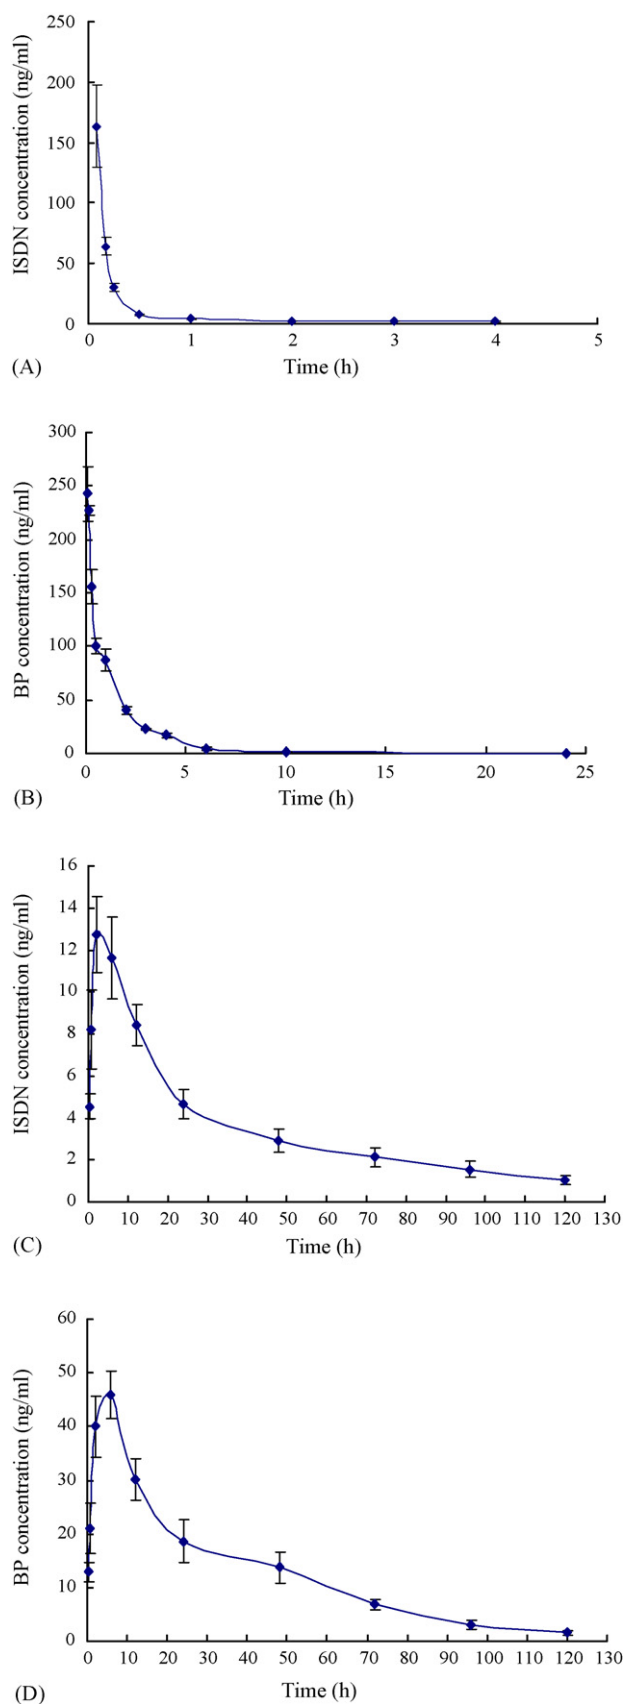 250
200
150
100
50
0
ISDN concentration (ng/ml)
0 1 2 3 4 5
(A) Time (h)
300
250
200
150
100
50
0
BP concentration (ng/ml)
0 5 10 15 20 25
(B) Time (h)
16
14
12
10
8
6
4
2
0
ISDN concentration (ng/ml)
0 10 20 30 40 50 60 70 80 90 100 110 120 130
(C) Time (h)
60
50
40
30
20
10
0
BP concentration (ng/ml)
0 10 20 30 40 50 60 70 80 90 100 110 120 130
(D) Time (h)